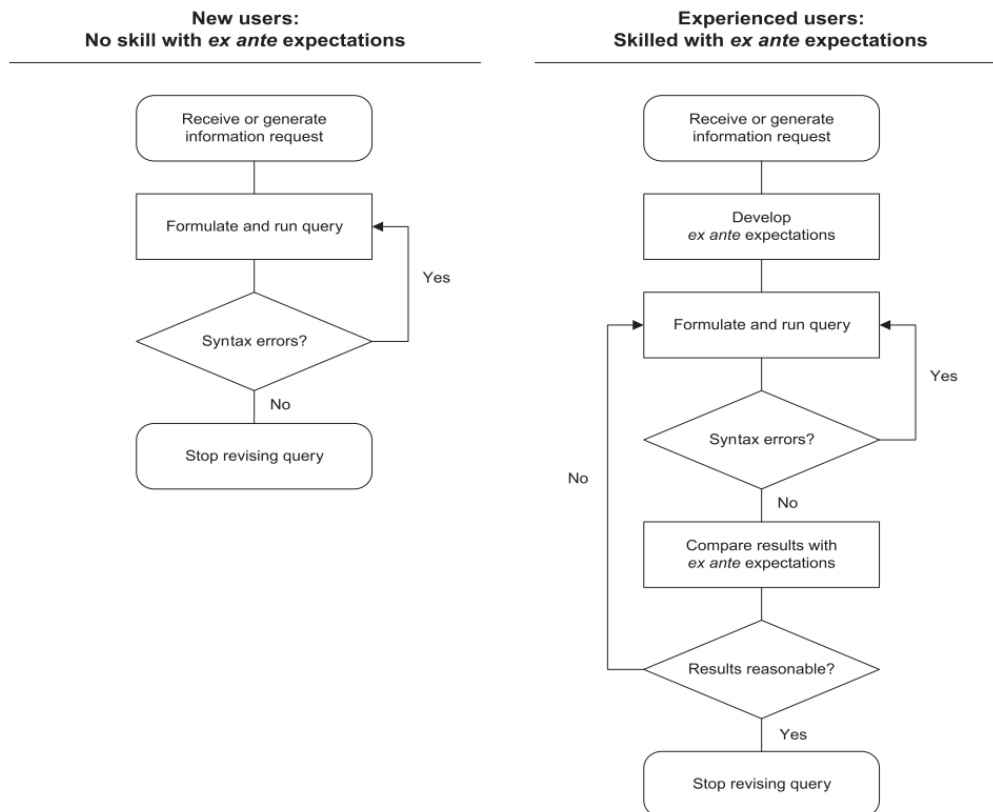 New users:
No skill with ex ante expectations
Receive or generate
information request
Formulate and run query
Yes
Syntax errors?
No
Stop revising query
Experienced users:
Skilled with ex ante expectations
Receive or generate
information request
Develop
ex ante expectations
Formulate and run query
Yes
Syntax errors?
No
No
Compare results with
ex ante expectations
Results reasonable?
Yes
Stop revising query